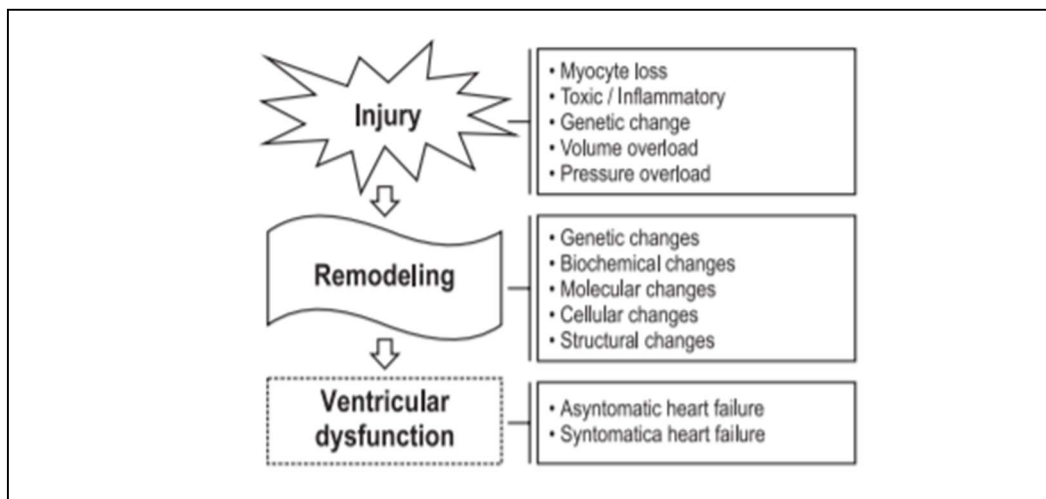 Injury
• Myocyte loss
• Toxic / Inflammatory
• Genetic change
• Volume overload
• Pressure overload
Remodeling
• Genetic changes
• Biochemical changes
• Molecular changes
• Cellular changes
• Structural changes
Ventricular
dysfunction
• Asyntomatic heart failure
• Syntomatica heart failure